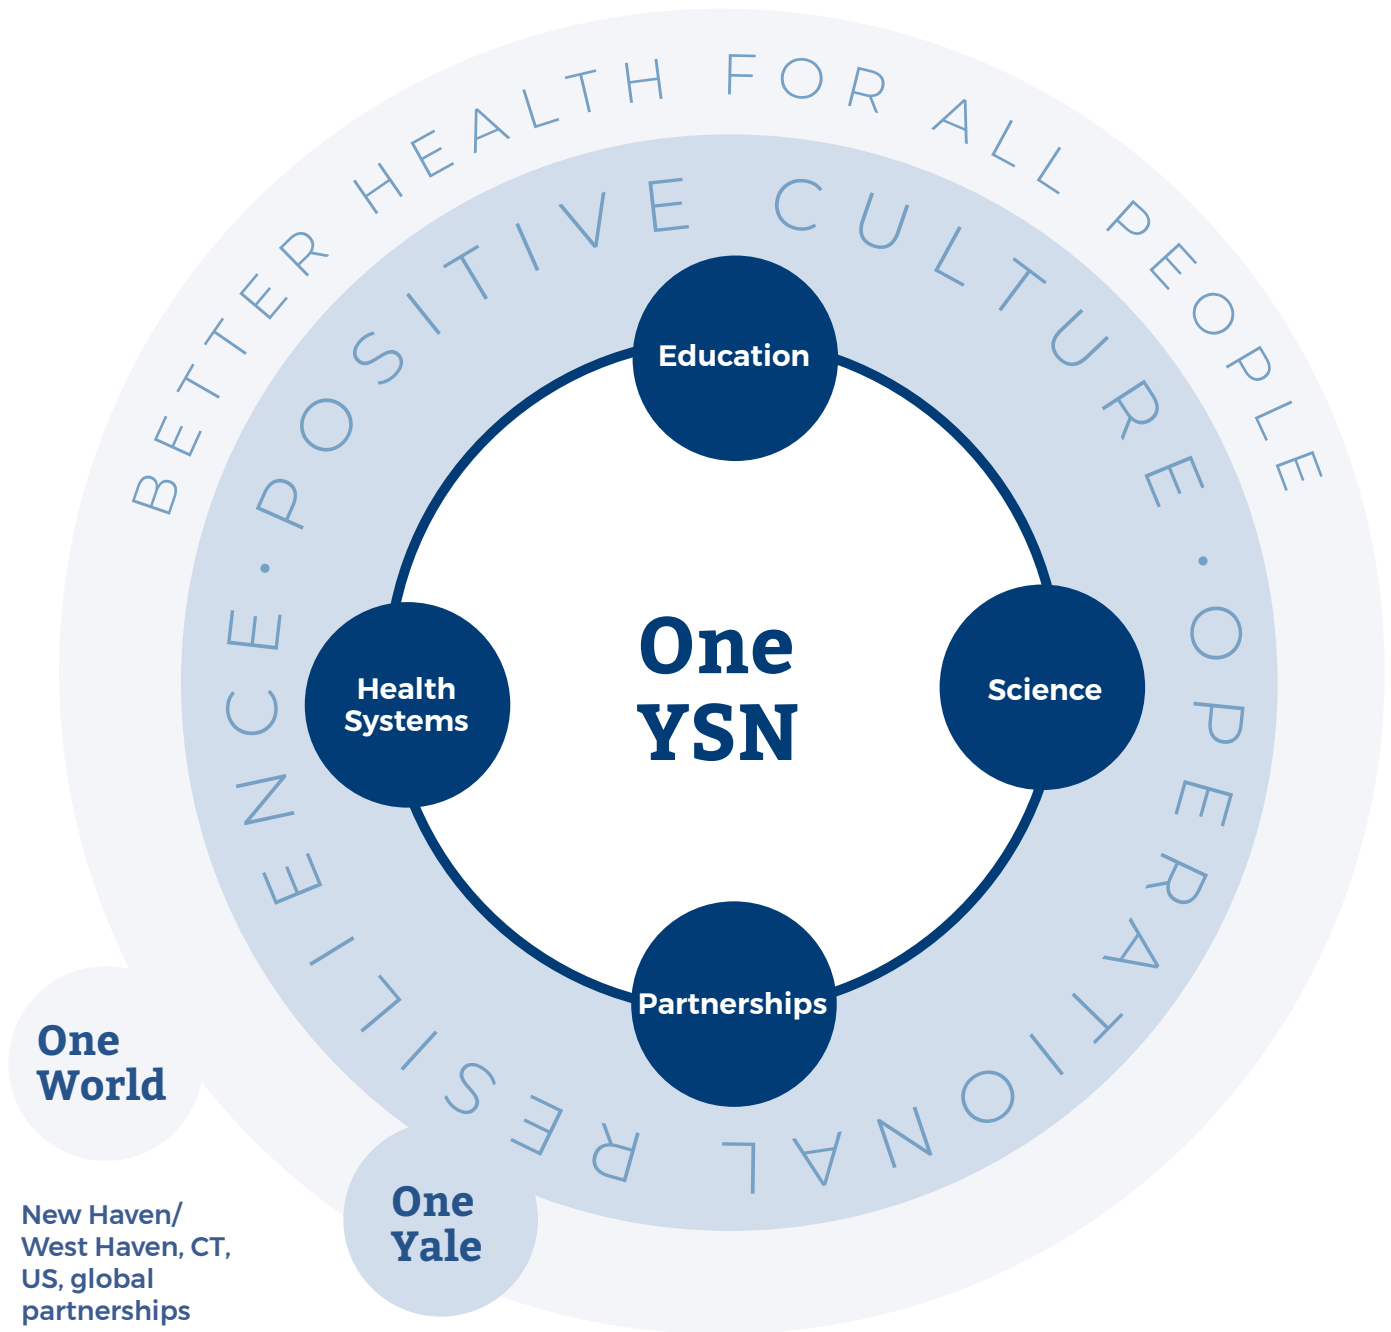 BETTER HEALTH FOR ALL PEOPLE
POSITIVE CULTURE · OPERATIONAL RESILIENCE ·
Education
Health
Systems
One
YSN
Science
Partnerships
One
World
One
Yale
New Haven/
West Haven, CT,
US, global
partnerships